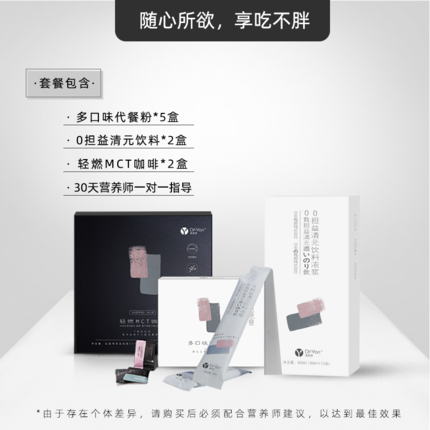 随心所欲，享吃不胖
套餐包含：
多口味代餐粉*5盒
0担益清元饮料*2盒
轻燃MCT咖啡*2盒
30天营养师一对一指导
轻燃MCT咖
多口味
0担益清元饮料浓浆
Dr.Yan
*由于存在个体差异，请购买后必须配合营养师建议，以达到最佳效果